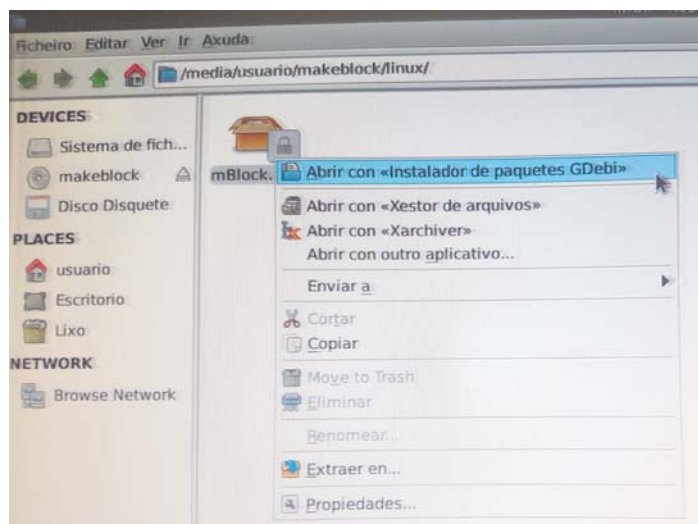 Ficheiro Editar Ver Ir Axuda
/media/usuario/makeblock/linux/
DEVICES
Sistema de fich...
makeblock
Disco Disquete
PLACES
usuario
Escritorio
Lixo
NETWORK
Browse Network
mBlock.
Abrir con «Instalador de paquetes GDebi»
Abrir con «Xestor de arquivos»
Abrir con «Xarchiver»
Abrir con outro aplicativo...
Enviar a
Cortar
Copiar
Move to Trash
Eliminar
Renomear...
Extraer en...
Propiedades...